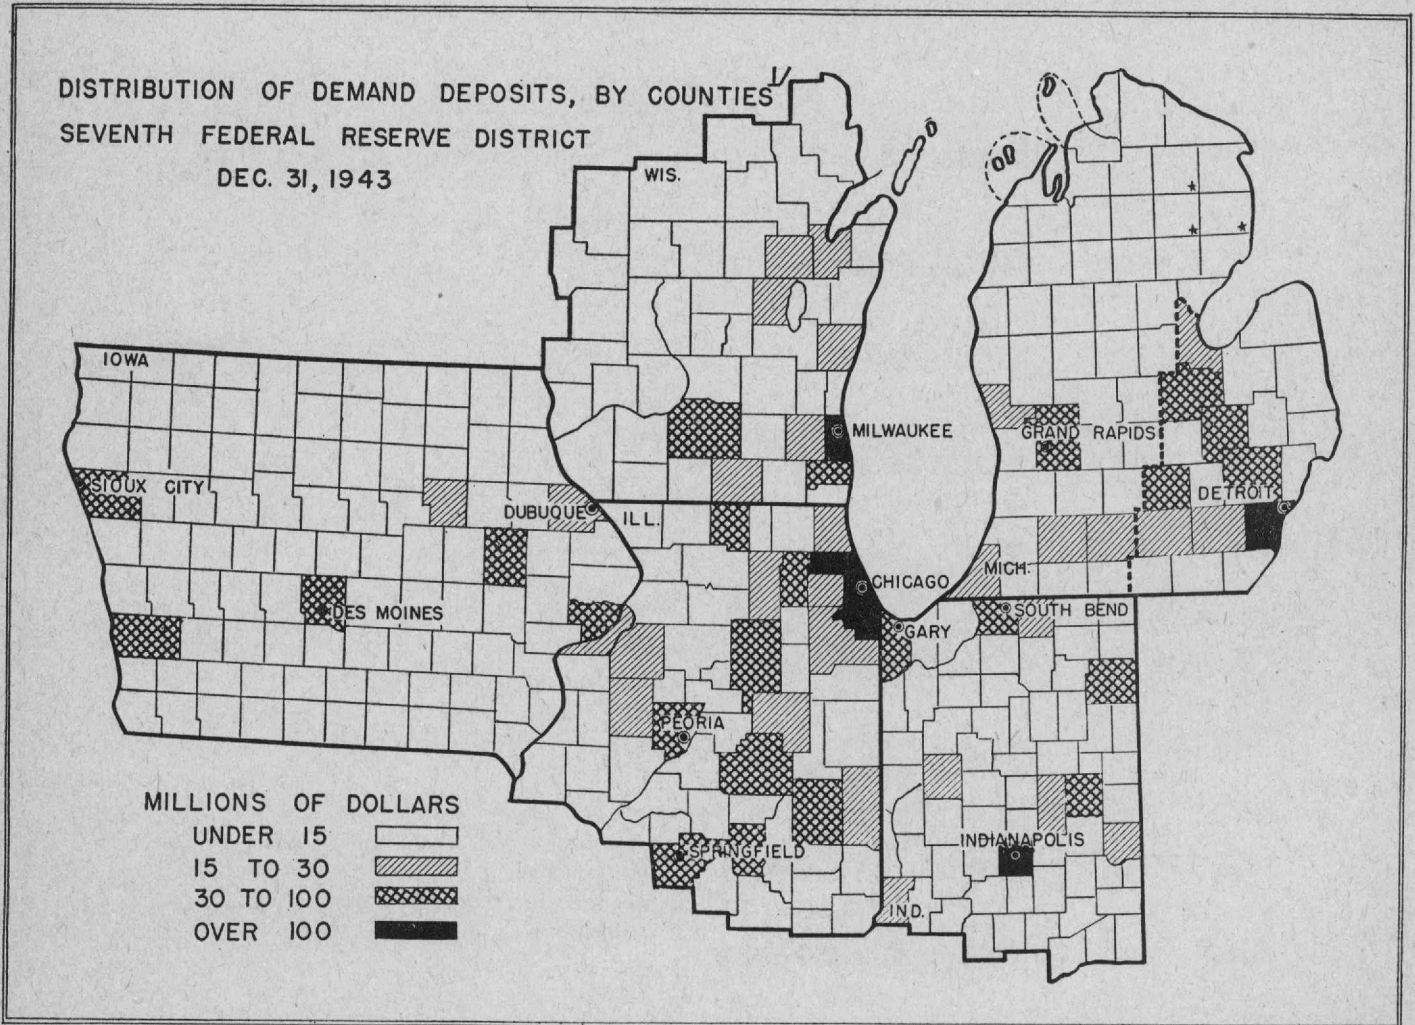 DISTRIBUTION OF DEMAND DEPOSITS, BY COUNTIES
SEVENTH FEDERAL RESERVE DISTRICT
DEC. 31, 1943
WIS.
IOWA
MILWAUKEE
GRAND RAPIDS
SIOUX CITY
DETROIT
DUBUQUE
ILL.
MICH.
CHICAGO
DES MOINES
SOUTH BEND
GARY
PEORIA
MILLIONS OF DOLLARS
UNDER 15
15 TO 30
30 TO 100
OVER 100
INDIANAPOLIS
SPRINGFIELD
IND.